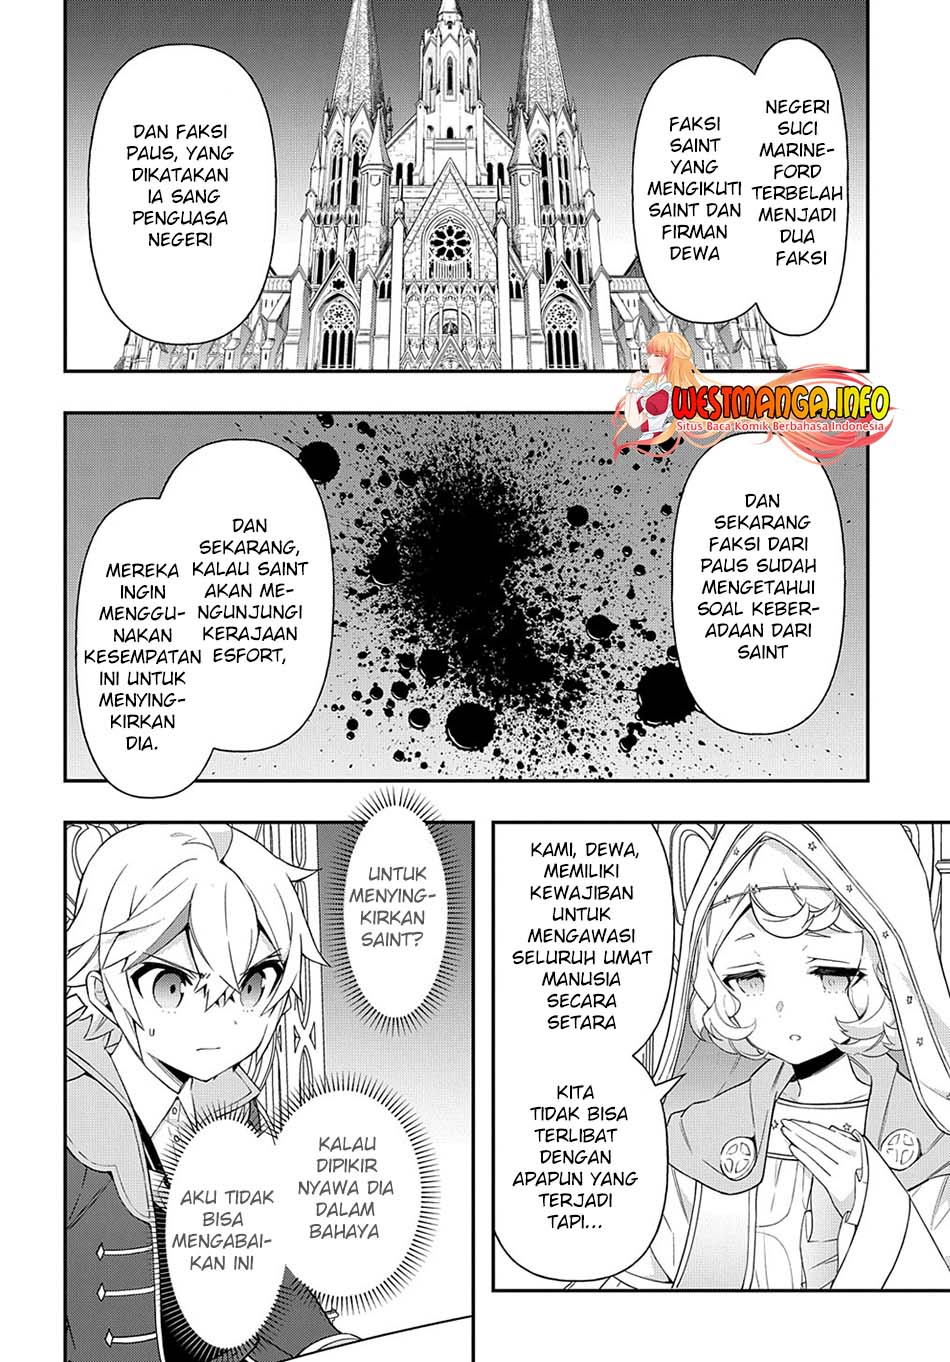 NEGERI
SUCI
MARINE-
FORD
TERBELAH
MENJADI
DUA
FAKSI
FAKSI
SAINT
YANG
MENGIKUTI
SAINT DAN
FIRMAN
DEWA
DAN FAKSI
PAUS, YANG
DIKATAKAN
IA SANG
PENGUASA
NEGERI
WESTMANGA.INFO
Situs Baca Komik Berbahasa Indonesia
DAN
SEKARANG
FAKSI DARI
PAUS SUDAH
MENGETAHUI
SOAL KEBER-
ADAAN DARI
SAINT
DAN
SEKARANG,
KALAU SAINT
AKAN ME-
NGUNJUNGI
KERAJAAN
ESFORT,
MEREKA
INGIN
MENGGU-
NAKAN
KESEMPATAN
INI UNTUK
MENYING-
KIRKAN
DIA.
KAMI, DEWA,
MEMILIKI
KEWAJIBAN
UNTUK
MENGAWASI
SELURUH UMAT
MANUSIA
SECARA
SETARA
KITA
TIDAK BISA
TERLIBAT
DENGAN
APAPUN YANG
TERJADI
TAPI...
UNTUK
MENYING-
KIRKAN
SAINT?
KALAU
DIPIKIR
NYAWA DIA
DALAM
BAHAYA
AKU TIDAK
BISA
MENGABAI-
KAN INI